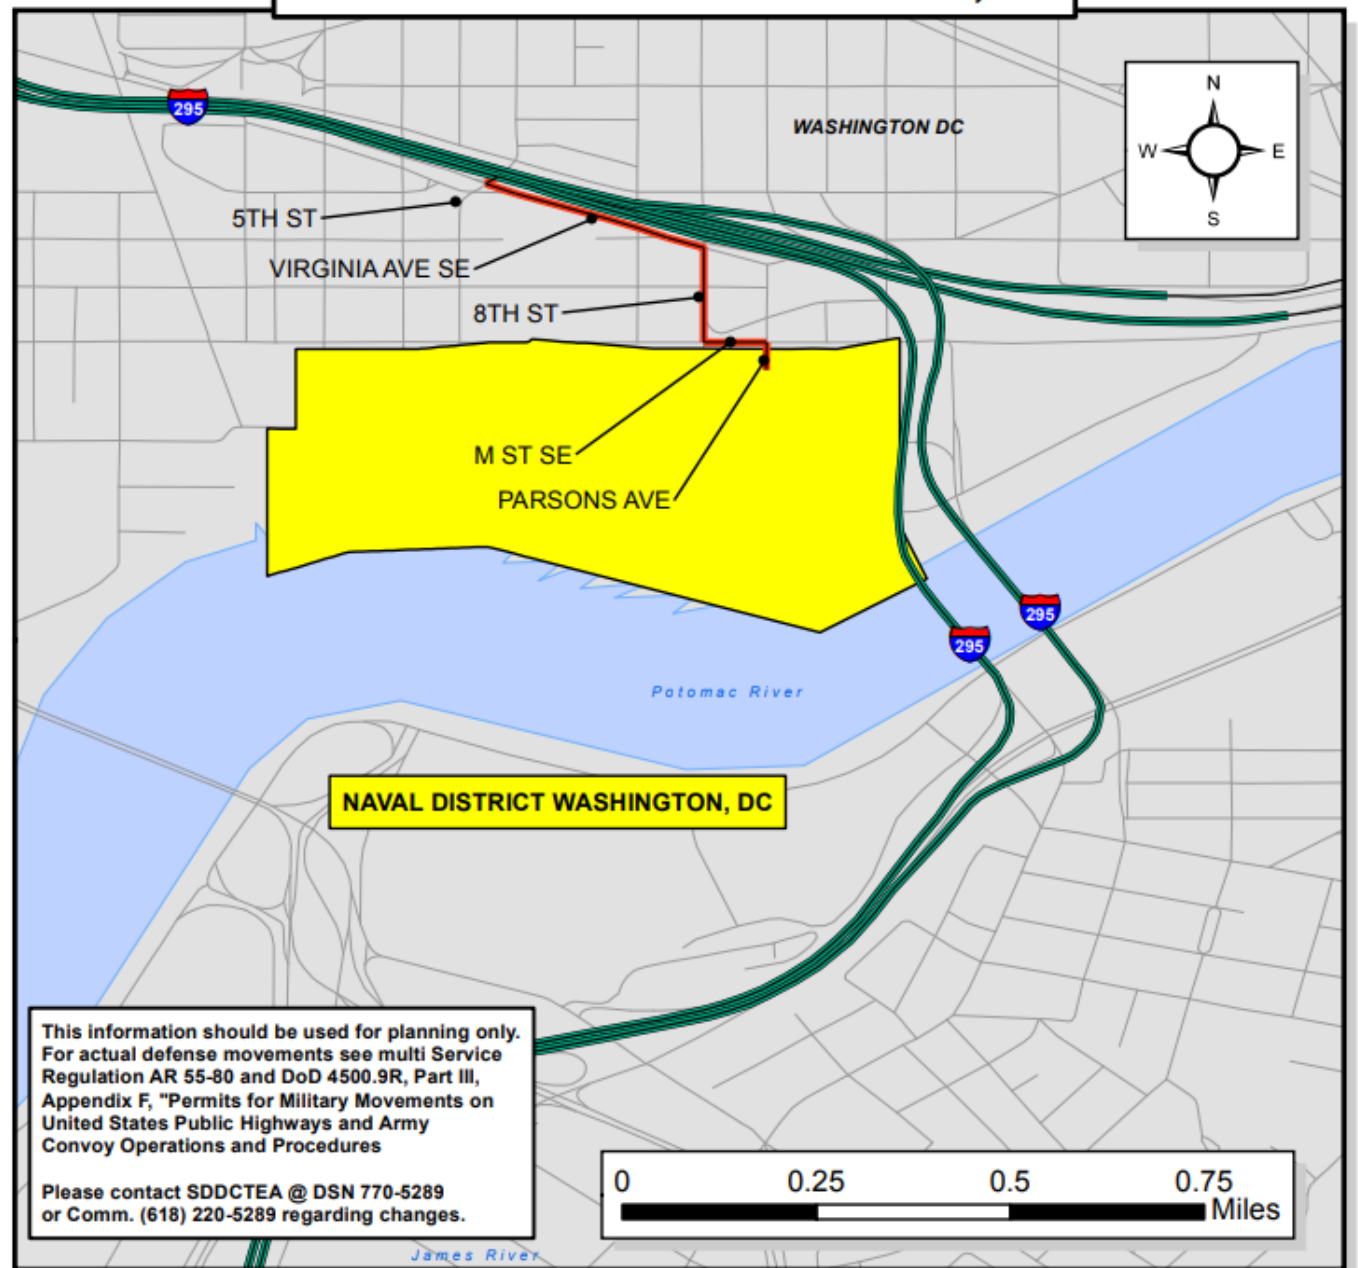 295
WASHINGTON DC
N
W E
S
5TH ST
VIRGINIA AVE SE
8TH ST
M ST SE
PARSONS AVE
295
295
Potomac River
NAVAL DISTRICT WASHINGTON, DC
This information should be used for planning only.
For actual defense movements see multi Service
Regulation AR 55-80 and DoD 4500.9R, Part III,
Appendix F, "Permits for Military Movements on
United States Public Highways and Army
Convoy Operations and Procedures
Please contact SDDCTEA @ DSN 770-5289
or Comm. (618) 220-5289 regarding changes.
0 0.25 0.5 0.75
Miles
James River